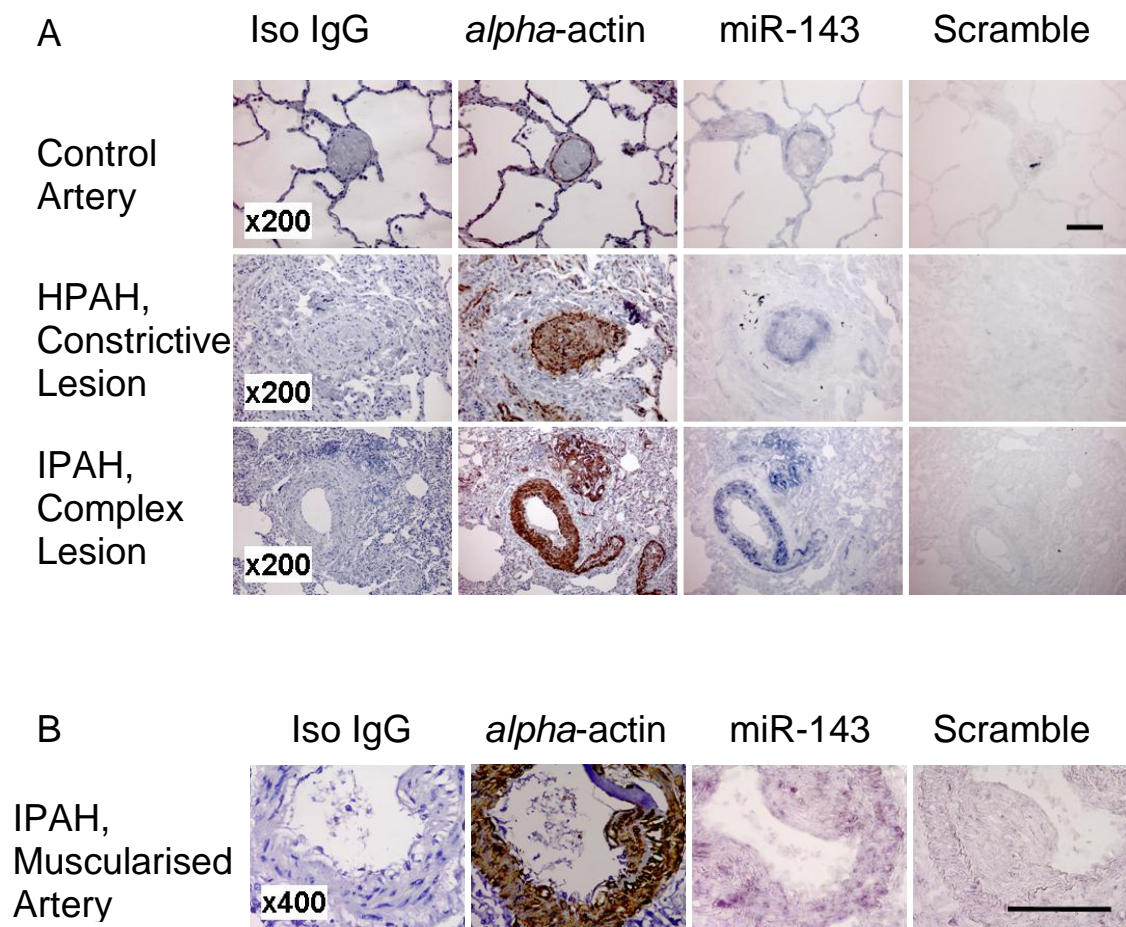 A
Iso IgG alpha-actin miR-143 Scramble
Control
Artery
x200
HPAH,
Constrictive
Lesion
x200
IPAH,
Complex
Lesion
x200
B
Iso IgG alpha-actin miR-143 Scramble
IPAH,
Muscularised
Artery
x400